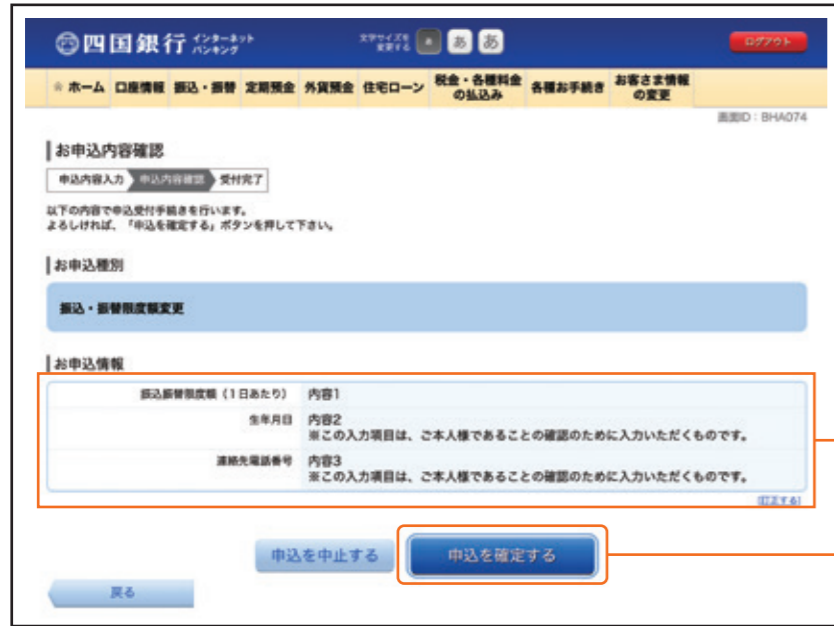 四国銀行 インターネット バンキング
文字サイズを変更する あ あ あ
ログアウト
ホーム 口座情報 振込・振替 定期預金 外貨預金 住宅ローン 税金・各種料金の払込み 各種お手続き お客さま情報の変更
画面ID：BHA074
お申込内容確認
申込内容入力 申込内容確認 受付完了
以下の内容で申込受付手続きを行います。
よろしければ、「申込を確定する」ボタンを押して下さい。
お申込種別
振込・振替限度額変更
お申込情報
振込振替限度額（1日あたり） 内容1
生年月日 内容2
※この入力項目は、ご本人様であることの確認のために入力いただくものです。
連絡先電話番号 内容3
※この入力項目は、ご本人様であることの確認のために入力いただくものです。
[訂正する]
申込を中止する 申込を確定する
戻る